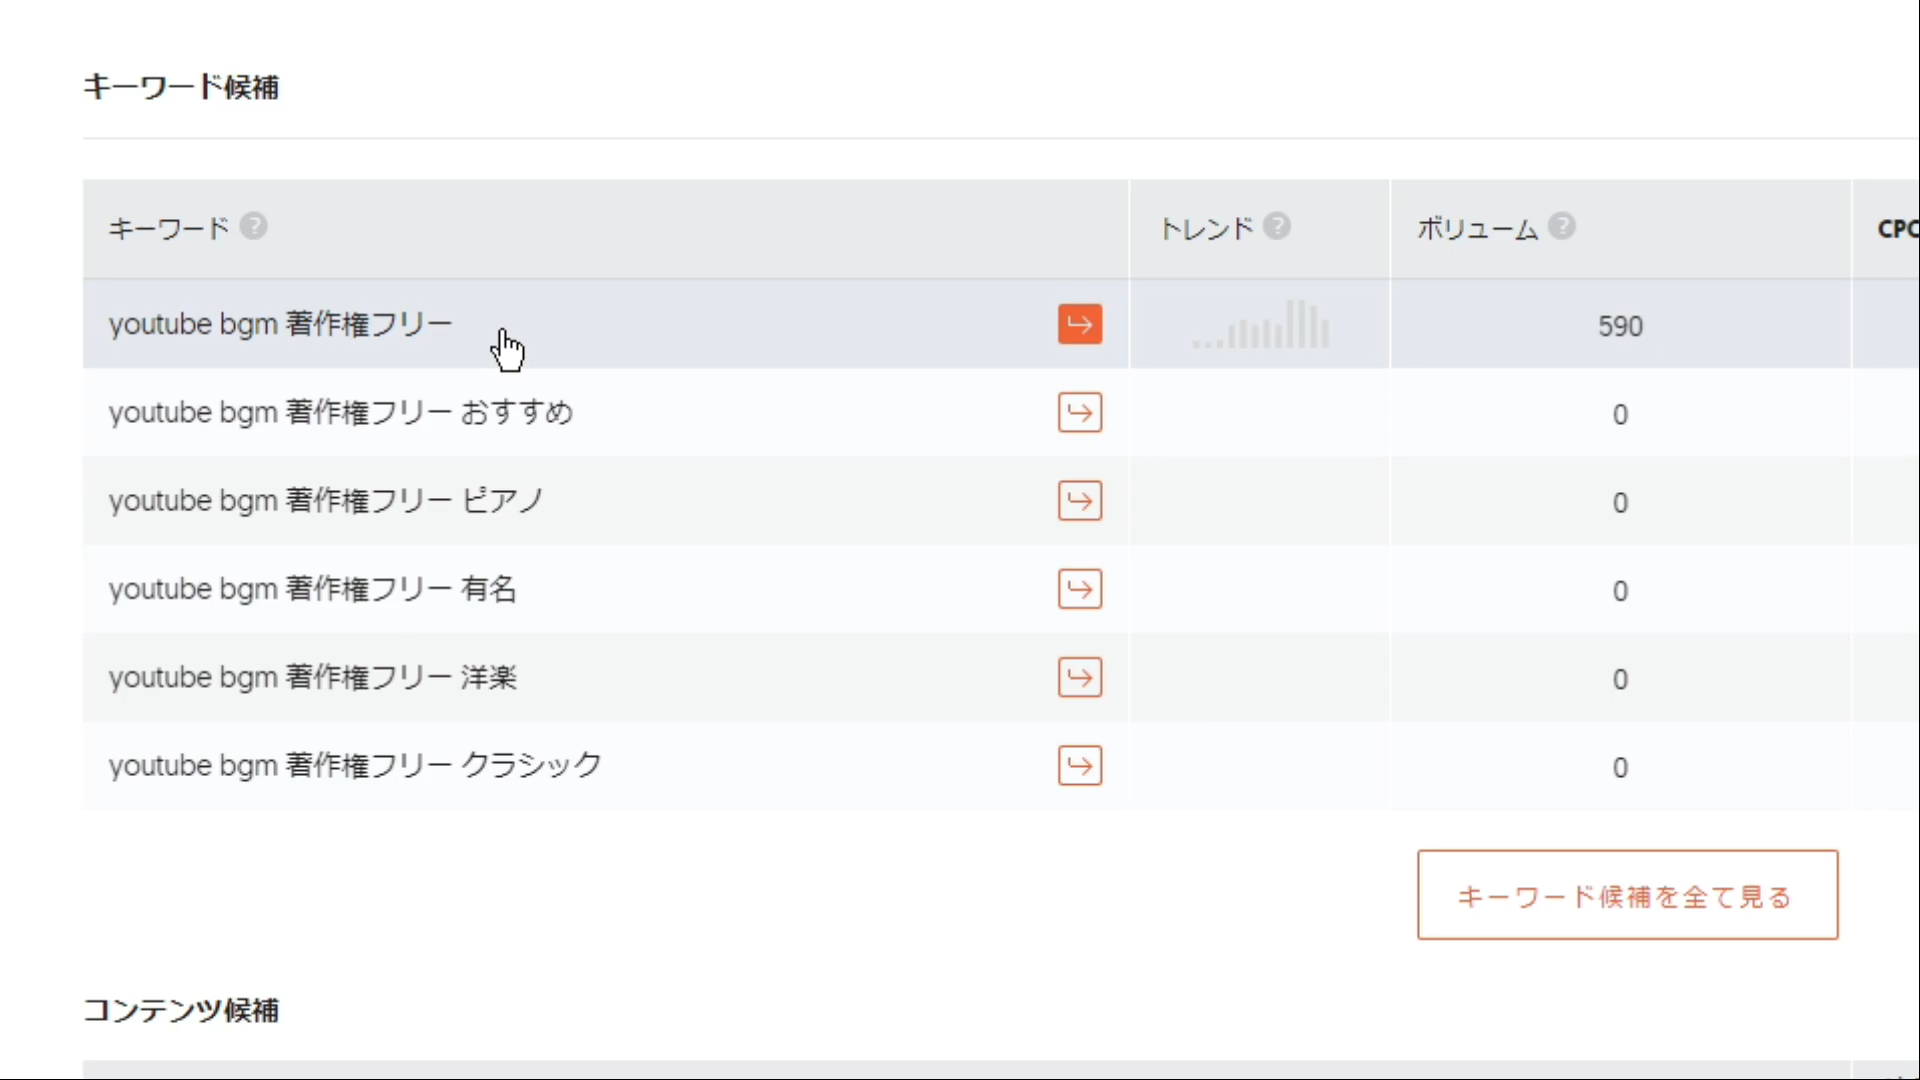 キーワード候補
キーワード ? トレンド ? ボリューム ? CPC
youtube bgm 著作権フリー 590
youtube bgm 著作権フリー おすすめ 0
youtube bgm 著作権フリー ピアノ 0
youtube bgm 著作権フリー 有名 0
youtube bgm 著作権フリー 洋楽 0
youtube bgm 著作権フリー クラシック 0
キーワード候補を全て見る
コンテンツ候補